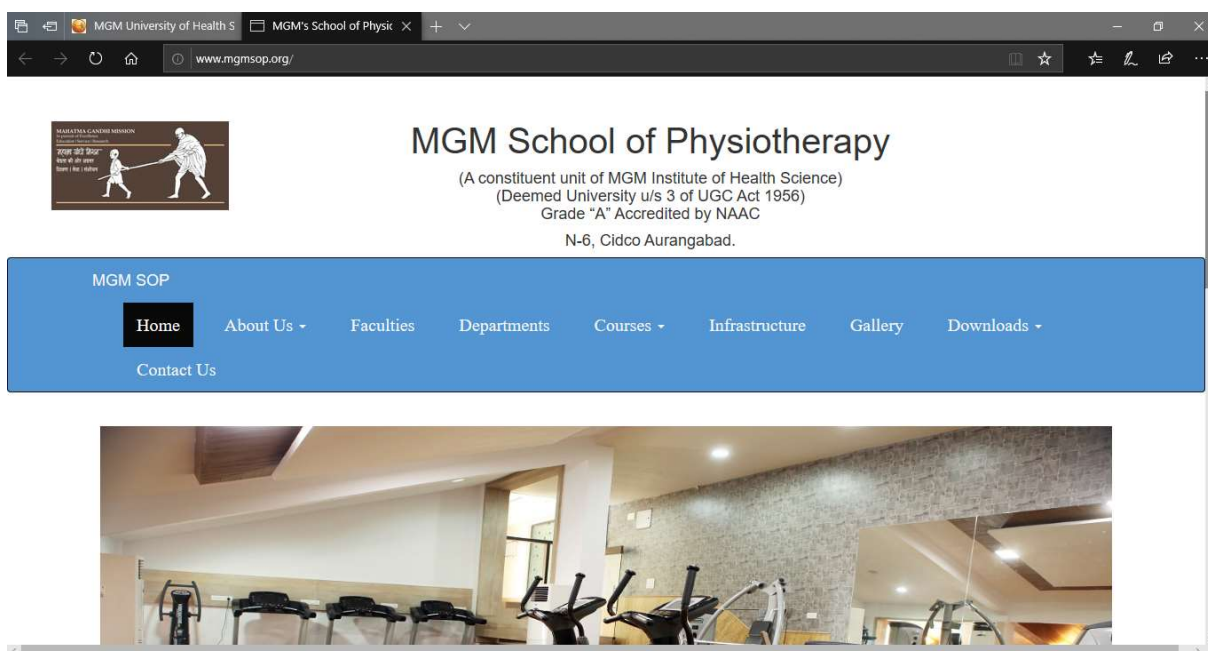 MGM University of Health S
MGM's School of Physic
www.mgmsop.org/
MAHATMA GANDHI MISSION
MGM School of Physiotherapy
(A constituent unit of MGM Institute of Health Science)
(Deemed University u/s 3 of UGC Act 1956)
Grade “A” Accredited by NAAC
N-6, Cidco Aurangabad.
MGM SOP
Home About Us Faculties Departments Courses Infrastructure Gallery Downloads
Contact Us